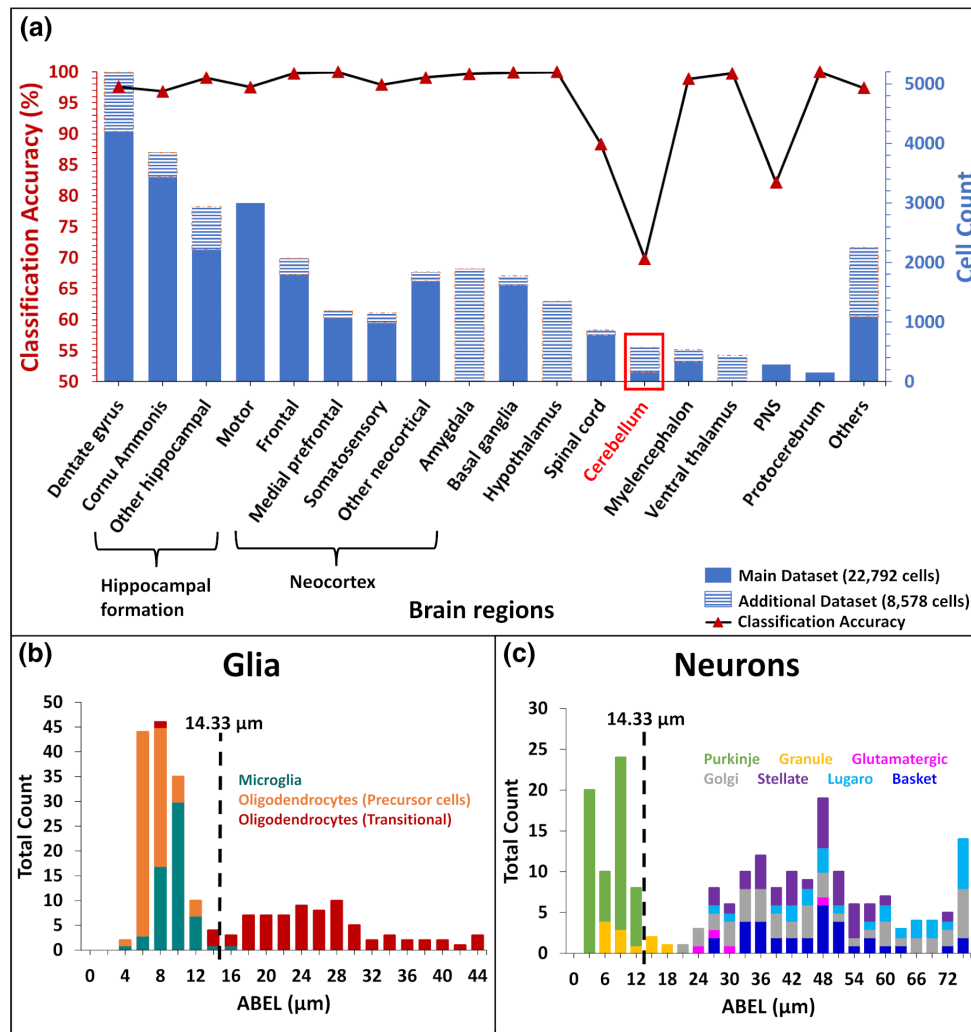 (a)
Classification Accuracy (%)
100
95
90
85
80
75
70
65
60
55
50
5000
4000
3000
2000
1000
0
Cell Count
Dentate gyrus
Cornu Ammonis
Other hippocampal
Motor
Frontal
Medial prefrontal
Somatosensory
Other neocortical
Amygdala
Basal ganglia
Hypothalamus
Spinal cord
Cerebellum
Myelencephalon
Ventral thalamus
PNS
Protocerebrum
Others
Hippocampal
formation
Neocortex
Brain regions
Main Dataset (22,792 cells)
Additional Dataset (8,578 cells)
Classification Accuracy
(b)
Glia
Total Count
50
45
40
35
30
25
20
15
10
5
0
14.33 µm
Microglia
Oligodendrocytes (Precursor cells)
Oligodendrocytes (Transitional)
0 4 8 12 16 20 24 28 32 36 40 44
ABEL (µm)
(c)
Neurons
Total Count
30
25
20
15
10
5
0
14.33 µm
Purkinje Granule Glutamatergic
Golgi Stellate Lugaro Basket
0 6 12 18 24 30 36 42 48 54 60 66 72
ABEL (µm)